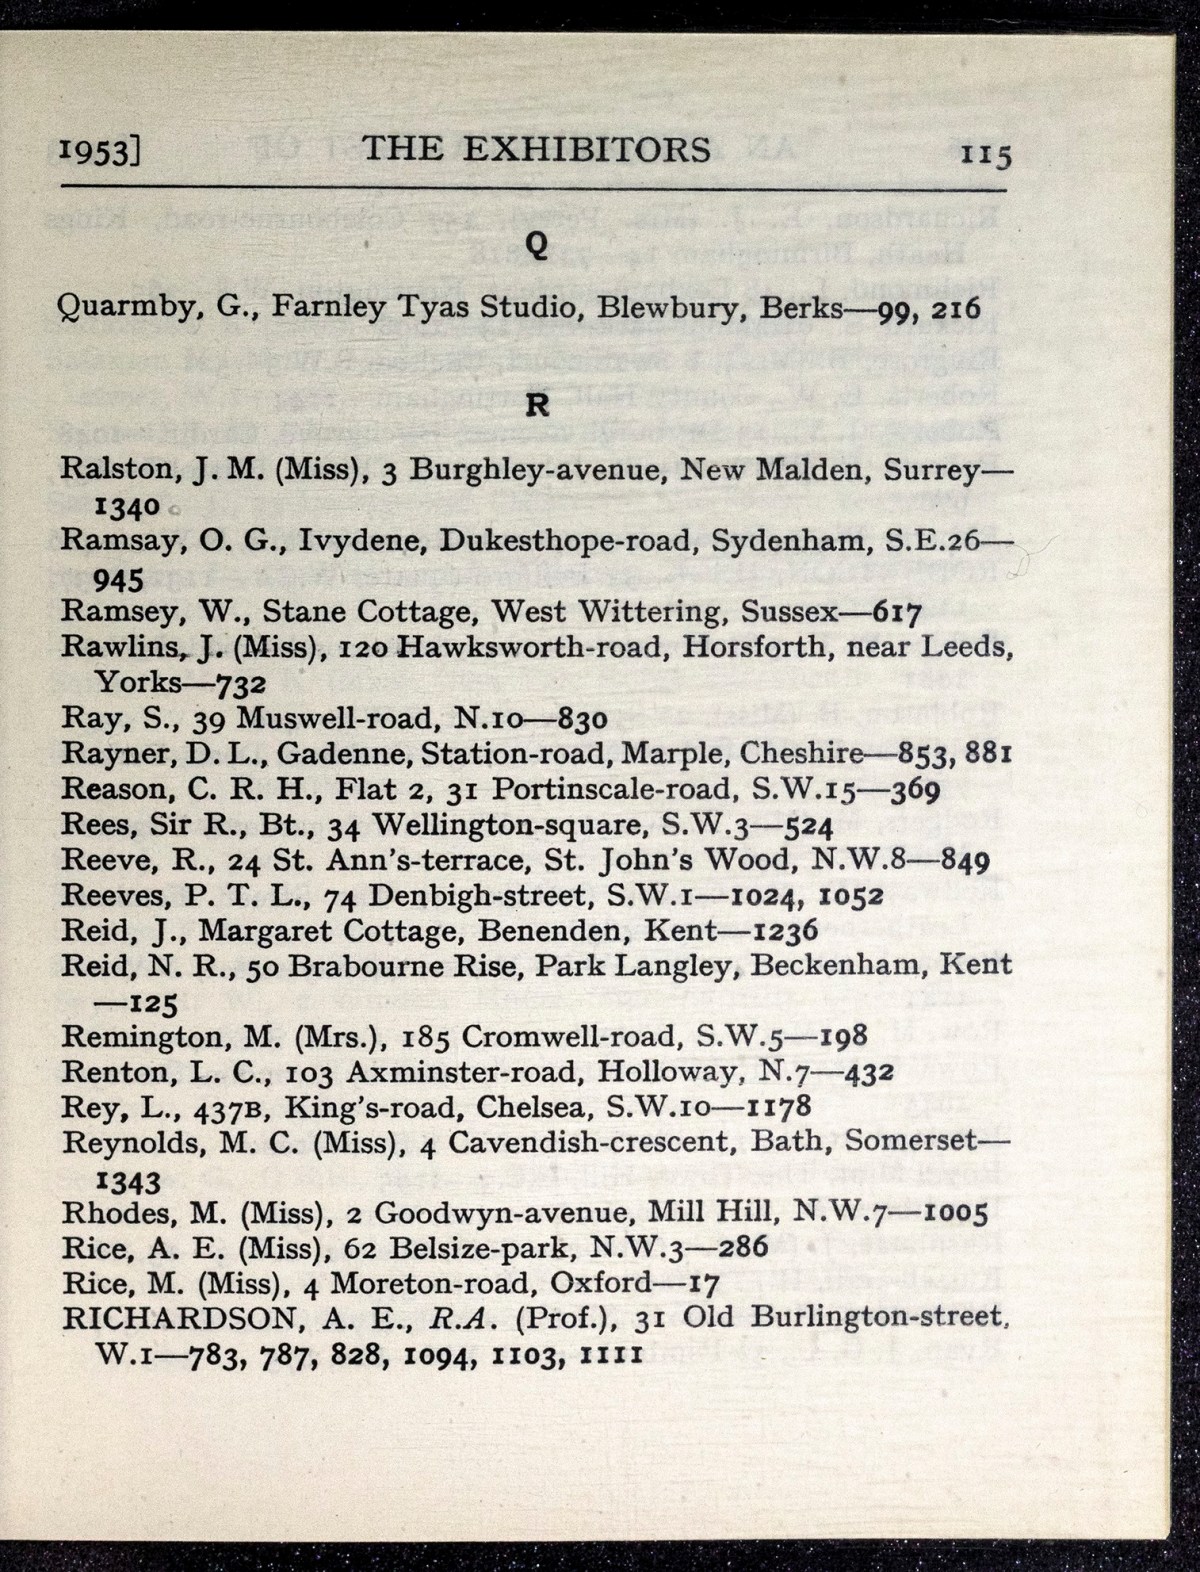 1953] THE EXHIBITORS 115
Q
Quarmby, G., Farnley Tyas Studio, Blewbury, Berks—99, 216
R
Ralston, J. M. (Miss), 3 Burghley-avenue, New Malden, Surrey—
1340
Ramsay, O. G., Ivydene, Dukesthope-road, Sydenham, S.E.26—
945
Ramsey, W., Stane Cottage, West Wittering, Sussex—617
Rawlins, J. (Miss), 120 Hawksworth-road, Horsforth, near Leeds,
Yorks—732
Ray, S., 39 Muswell-road, N.10—830
Rayner, D. L., Gadenne, Station-road, Marple, Cheshire—853, 881
Reason, C. R. H., Flat 2, 31 Portinscale-road, S.W.15—369
Rees, Sir R., Bt., 34 Wellington-square, S.W.3—524
Reeve, R., 24 St. Ann's-terrace, St. John's Wood, N.W.8—849
Reeves, P. T. L., 74 Denbigh-street, S.W.1—1024, 1052
Reid, J., Margaret Cottage, Benenden, Kent—1236
Reid, N. R., 50 Brabourne Rise, Park Langley, Beckenham, Kent
—125
Remington, M. (Mrs.), 185 Cromwell-road, S.W.5—198
Renton, L. C., 103 Axminster-road, Holloway, N.7—432
Rey, L., 437B, King's-road, Chelsea, S.W.10—1178
Reynolds, M. C. (Miss), 4 Cavendish-crescent, Bath, Somerset—
1343
Rhodes, M. (Miss), 2 Goodwyn-avenue, Mill Hill, N.W.7—1005
Rice, A. E. (Miss), 62 Belsize-park, N.W.3—286
Rice, M. (Miss), 4 Moreton-road, Oxford—17
RICHARDSON, A. E., R.A. (Prof.), 31 Old Burlington-street,
W.1—783, 787, 828, 1094, 1103, 1111